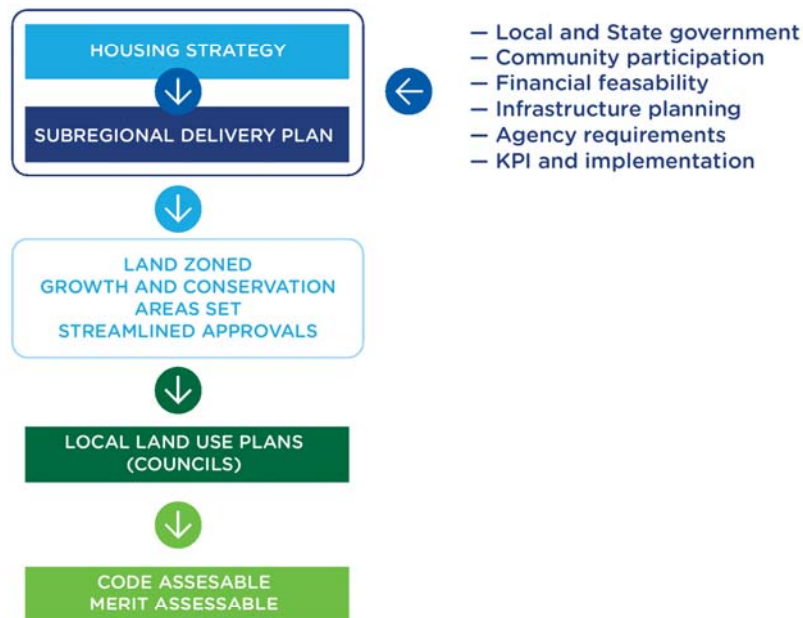 HOUSING STRATEGY
SUBREGIONAL DELIVERY PLAN
— Local and State government
— Community participation
— Financial feasability
— Infrastructure planning
— Agency requirements
— KPI and implementation
LAND ZONED
GROWTH AND CONSERVATION
AREAS SET
STREAMLINED APPROVALS
LOCAL LAND USE PLANS
(COUNCILS)
CODE ASSESABLE
MERIT ASSESSABLE